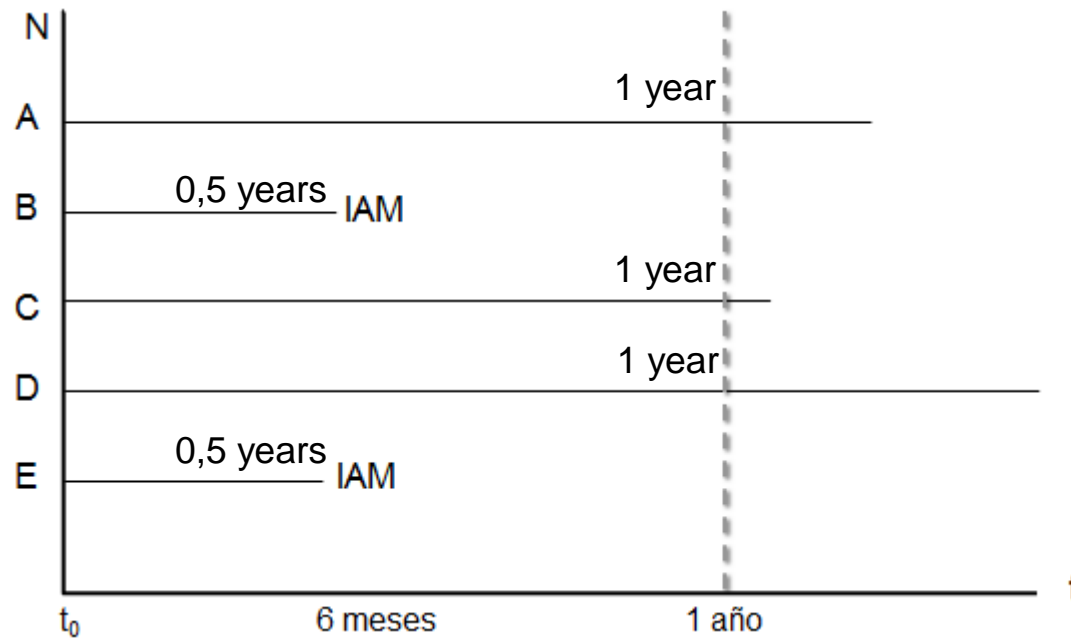 N
1 year
A
0,5 years
B IAM
1 year
C
1 year
D
0,5 years
E IAM
t
t₀ 6 meses 1 año